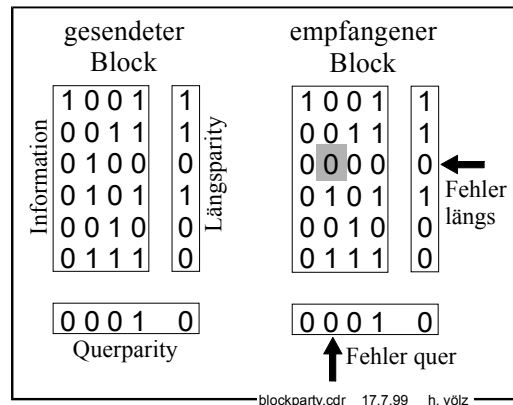 gesendeter
Block
Information
1 0 0 1 1
0 0 1 1 1
0 1 0 0 0
0 1 0 1 1
0 0 1 0 0
0 1 1 1 0
Längsparity
0 0 0 1 0
Querparity
empfangener
Block
1 0 0 1 1
0 0 1 1 1
0 0 0 0 0
0 1 0 1 1
0 0 1 0 0
0 1 1 1 0
Fehler
längs
0 0 0 1 0
Fehler quer
blockparty.cdr 17.7.99 h. völz